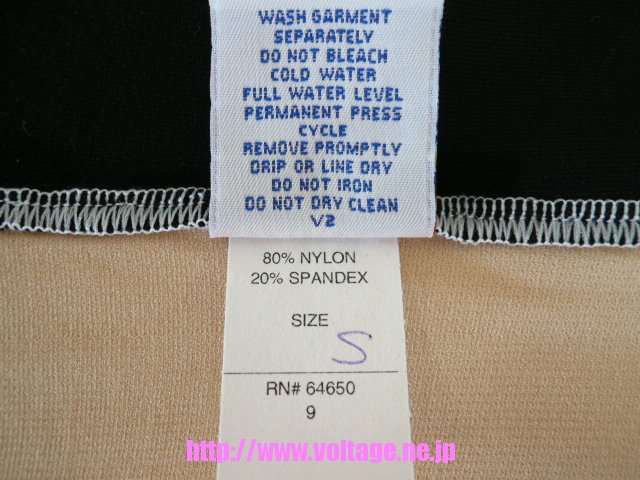 WASH GARMENT
SEPARATELY
DO NOT BLEACH
COLD WATER
FULL WATER LEVEL
PERMANENT PRESS
CYCLE
REMOVE PROMPTLY
DRIP OR LINE DRY
DO NOT IRON
DO NOT DRY CLEAN
V2
80% NYLON
20% SPANDEX
SIZE
S
RN# 64650
9
http://www.voltage.ne.jp